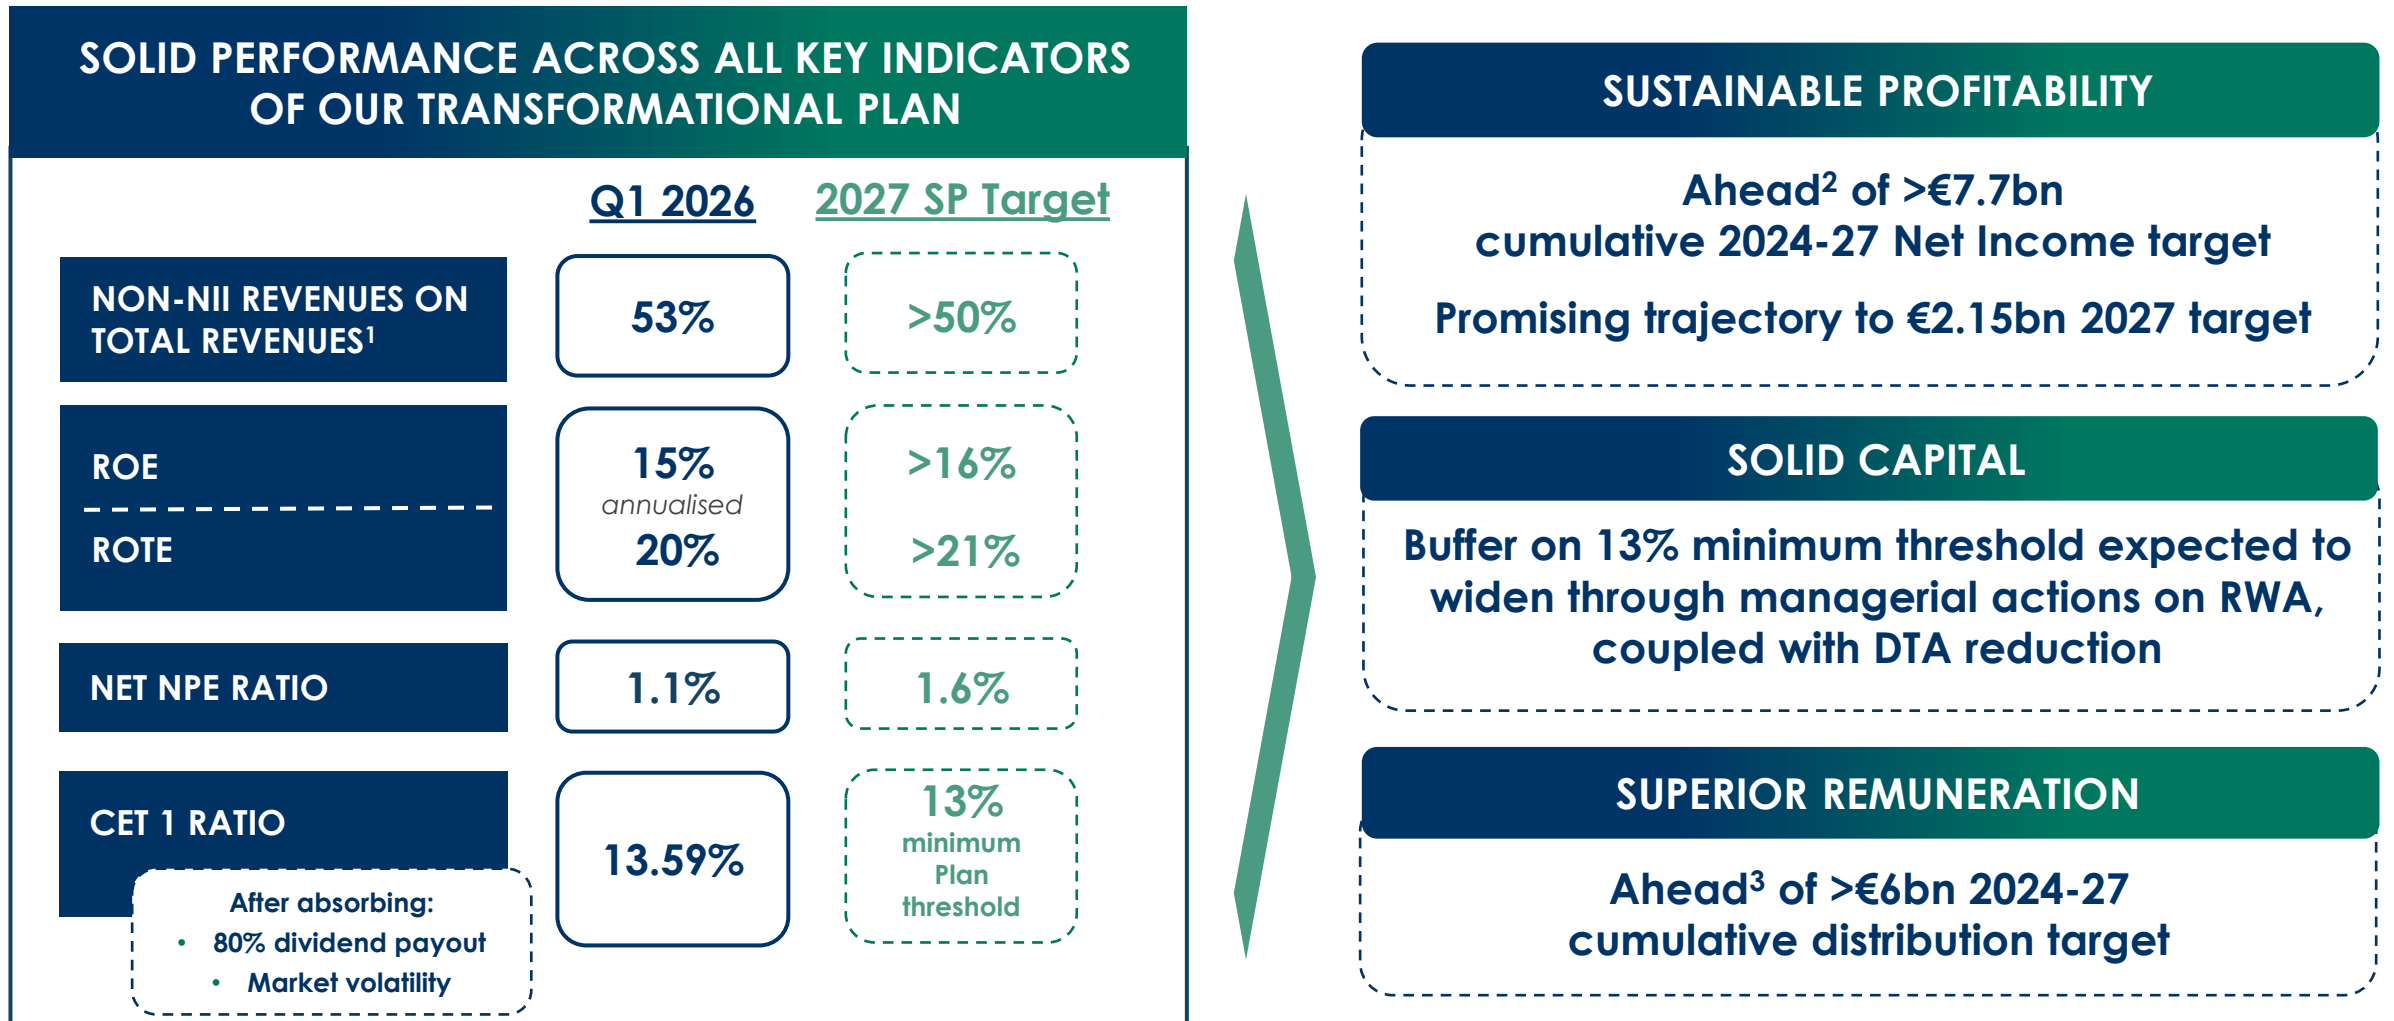 SOLID PERFORMANCE ACROSS ALL KEY INDICATORS
OF OUR TRANSFORMATIONAL PLAN
Q1 2026
2027 SP Target
NON-NII REVENUES ON
TOTAL REVENUES¹
53%
>50%
ROE
15%
>16%
annualised
ROTE
20%
>21%
NET NPE RATIO
1.1%
1.6%
CET 1 RATIO
13.59%
13%
minimum
Plan
threshold
After absorbing:
• 80% dividend payout
• Market volatility
SUSTAINABLE PROFITABILITY
Ahead² of >€7.7bn
cumulative 2024-27 Net Income target
Promising trajectory to €2.15bn 2027 target
SOLID CAPITAL
Buffer on 13% minimum threshold expected to
widen through managerial actions on RWA,
coupled with DTA reduction
SUPERIOR REMUNERATION
Ahead³ of >€6bn 2024-27
cumulative distribution target